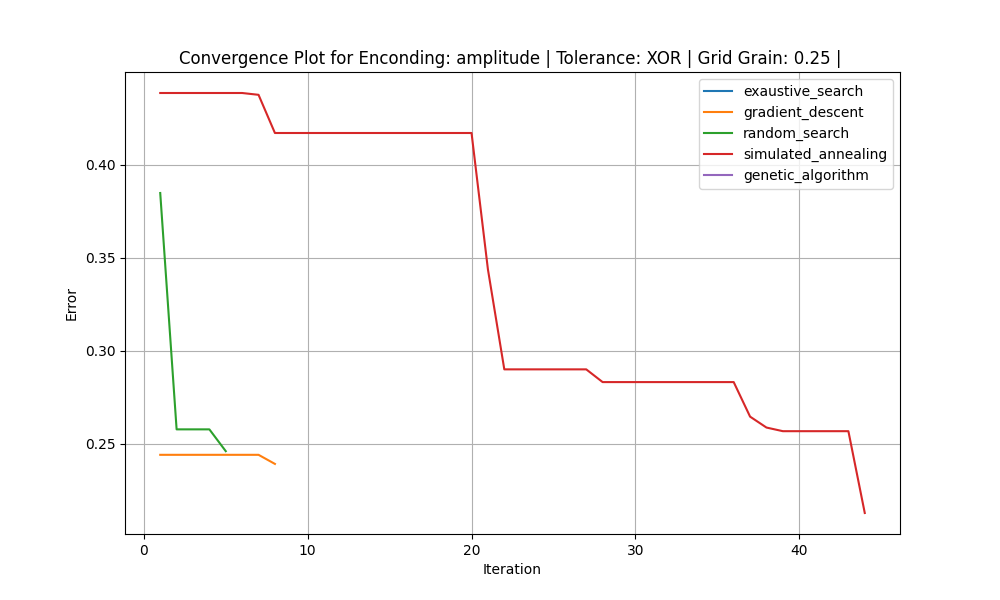 Convergence Plot for Enconding: amplitude | Tolerance: XOR | Grid Grain: 0.25 |
exaustive_search
gradient_descent
random_search
simulated_annealing
genetic_algorithm
0.40
0.35
0.30
0.25
Error
0 10 20 30 40
Iteration